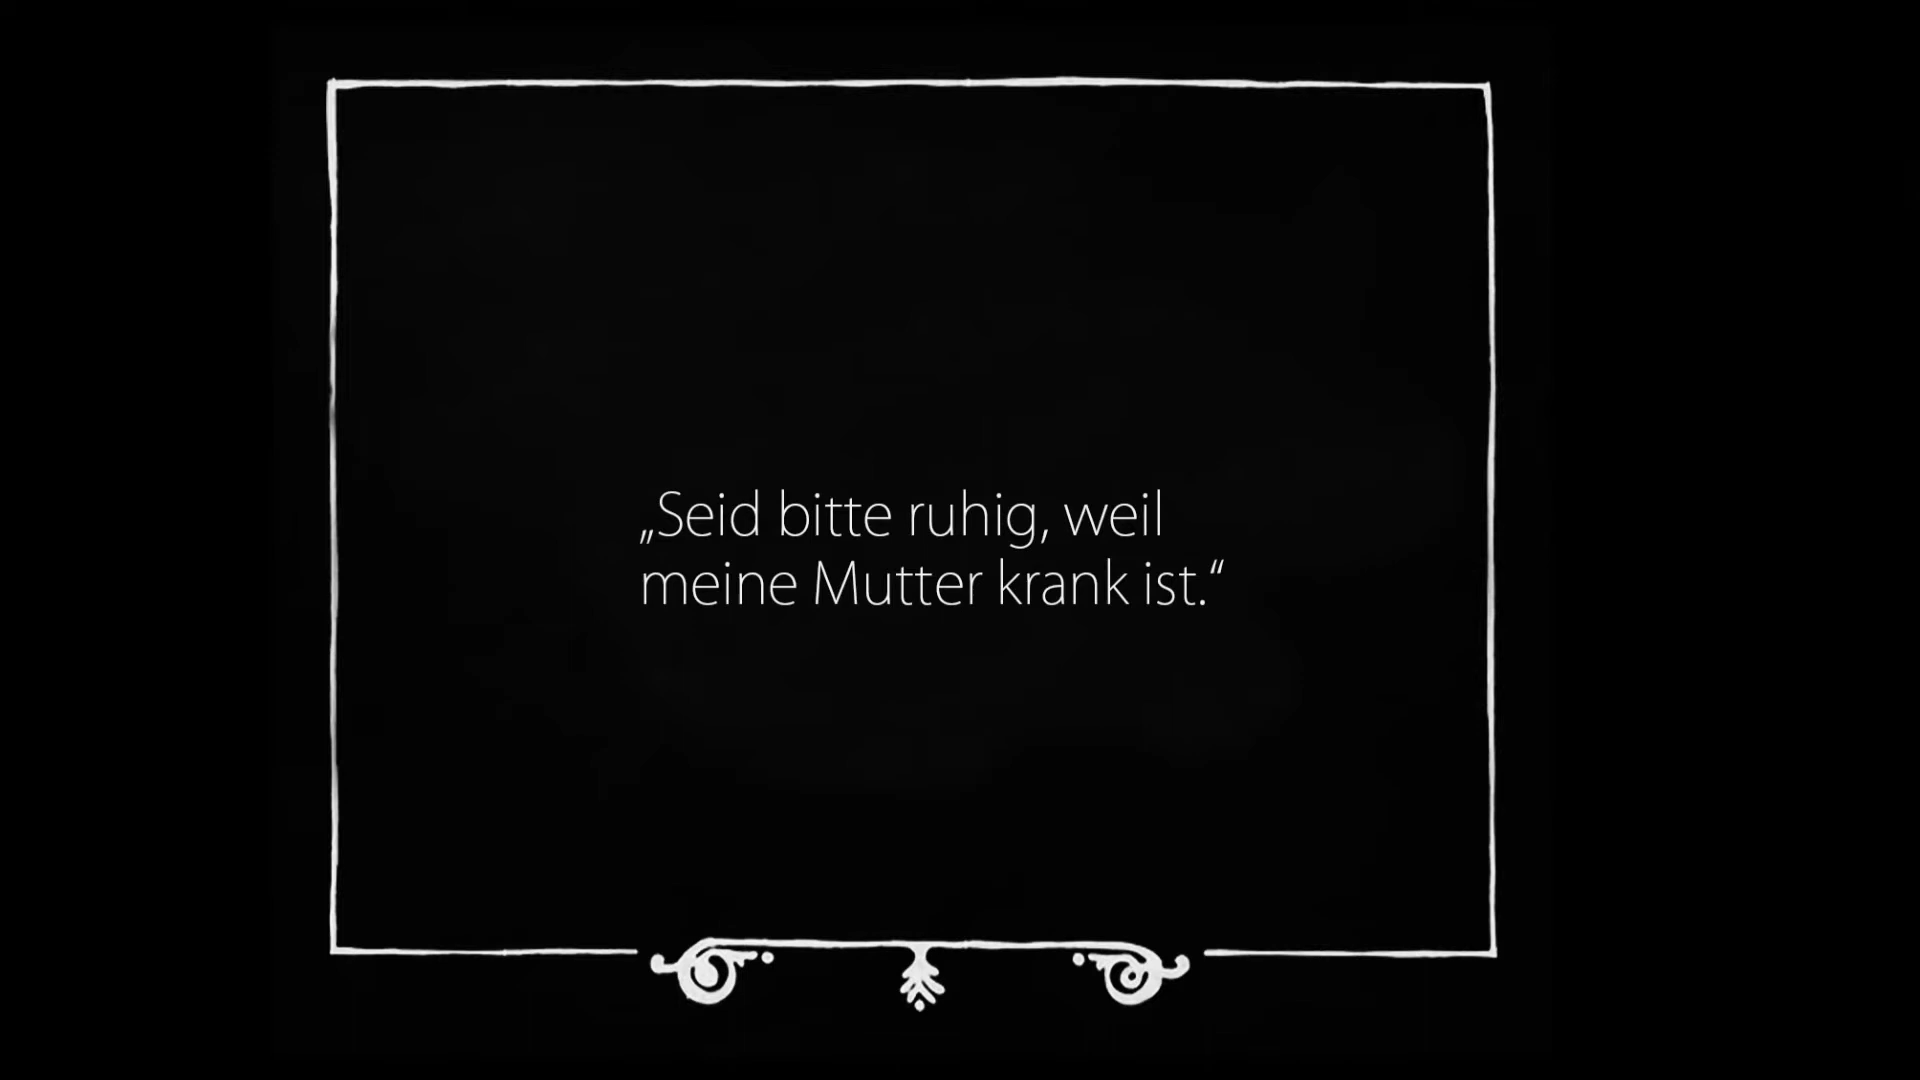 „Seid bitte ruhig, weil
meine Mutter krank ist.“